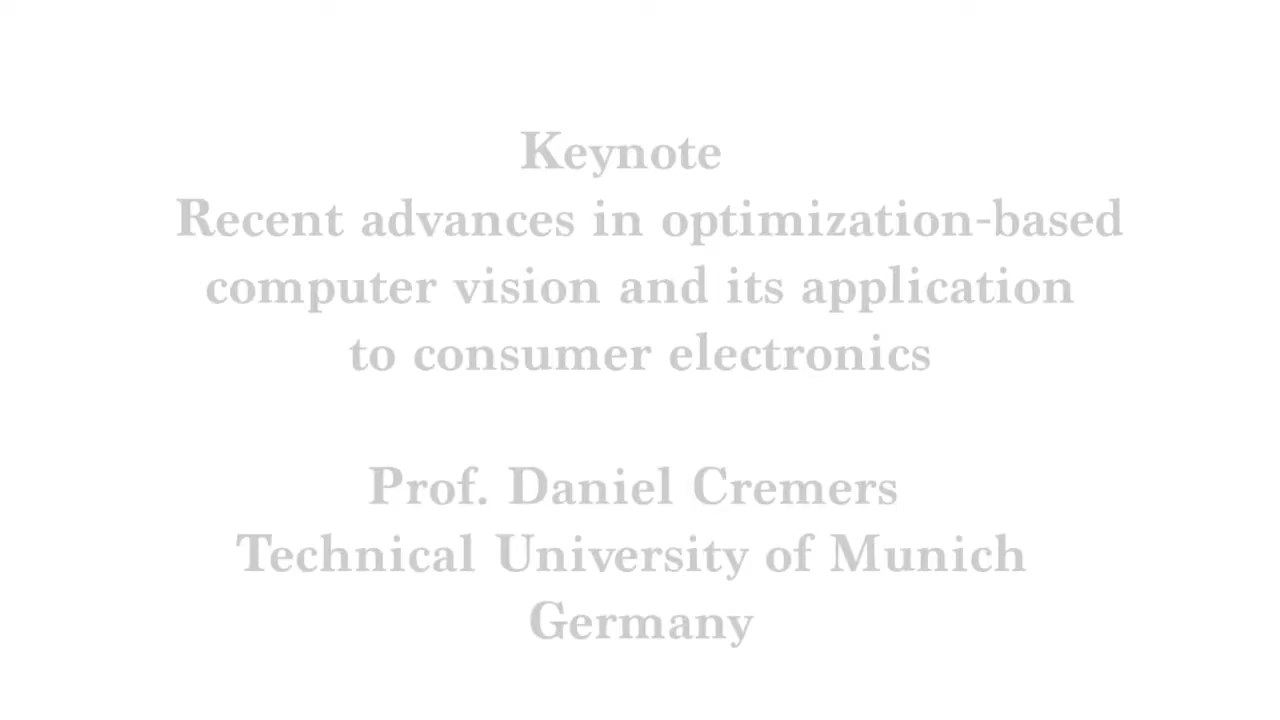 Keynote
Recent advances in optimization-based
computer vision and its application
to consumer electronics
Prof. Daniel Cremers
Technical University of Munich
Germany